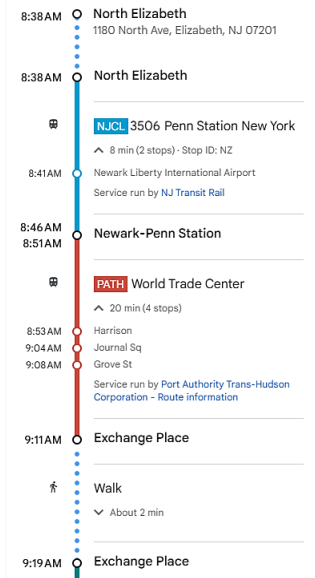 8:38 AM North Elizabeth
1180 North Ave, Elizabeth, NJ 07201
8:38 AM North Elizabeth
NJCL 3506 Penn Station New York
8 min (2 stops) · Stop ID: NZ
8:41 AM Newark Liberty International Airport
Service run by NJ Transit Rail
8:46 AM
8:51 AM
Newark-Penn Station
PATH World Trade Center
20 min (4 stops)
8:53 AM Harrison
9:04 AM Journal Sq
9:08 AM Grove St
Service run by Port Authority Trans-Hudson
Corporation - Route information
9:11 AM Exchange Place
Walk
About 2 min
9:19 AM Exchange Place